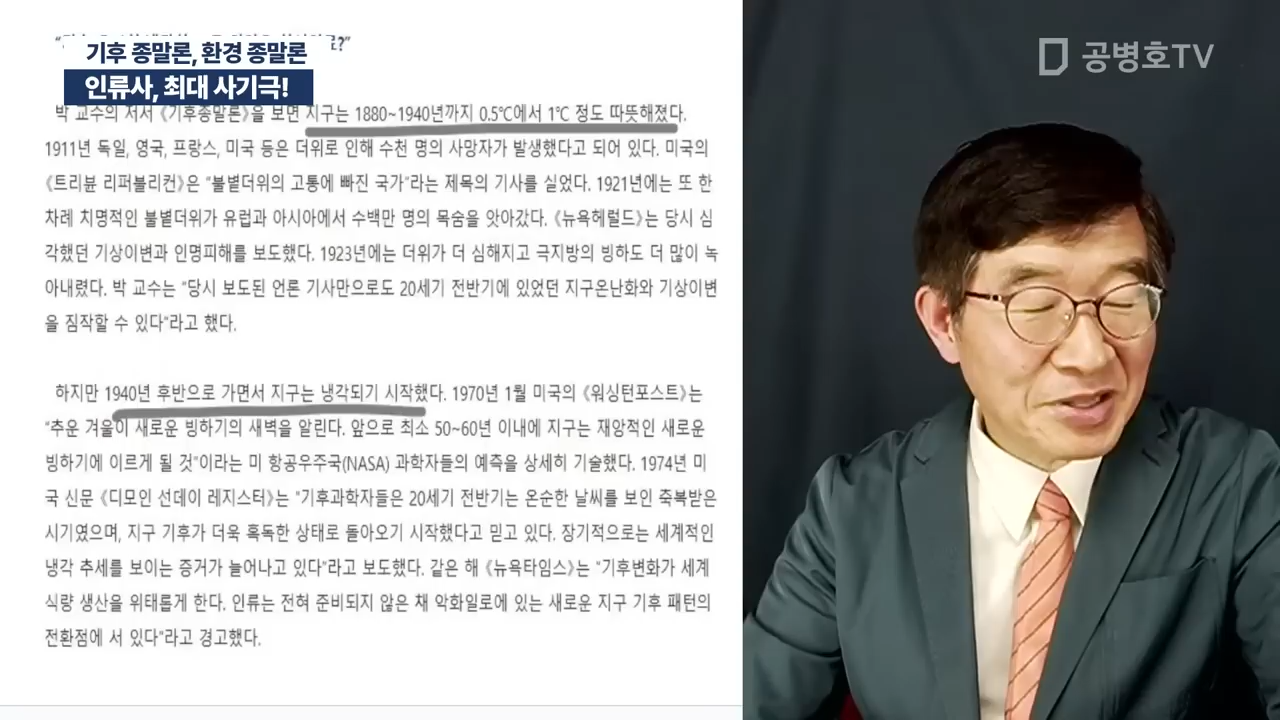 기후 종말론, 환경 종말론
인류사, 최대 사기극!
공병호TV
박 교수의 저서 《기후종말론》을 보면 지구는 1880~1940년까지 0.5℃에서 1℃ 정도 따뜻해졌다.
1911년 독일, 영국, 프랑스, 미국 등은 더위로 인해 수천 명의 사망자가 발생했다고 되어 있다. 미국의
《트리뷴 리퍼블리컨》은 "불볕더위의 고통에 빠진 국가"라는 제목의 기사를 실었다. 1921년에는 또 한
차례 치명적인 불볕더위가 유럽과 아시아에서 수백만 명의 목숨을 앗아갔다. 《뉴욕헤럴드》는 당시 심
각했던 기상이변과 인명피해를 보도했다. 1923년에는 더위가 더 심해지고 극지방의 빙하도 더 많이 녹
아내렸다. 박 교수는 "당시 보도된 언론 기사만으로도 20세기 전반기에 있었던 지구온난화와 기상이변
을 짐작할 수 있다"라고 했다.
하지만 1940년 후반으로 가면서 지구는 냉각되기 시작했다. 1970년 1월 미국의 《워싱턴포스트》는
"추운 겨울이 새로운 빙하기의 새벽을 알린다. 앞으로 최소 50~60년 이내에 지구는 재앙적인 새로운
빙하기에 이르게 될 것"이라는 미 항공우주국(NASA) 과학자들의 예측을 상세히 기술했다. 1974년 미
국 신문 《디모인 선데이 레지스터》는 "기후과학자들은 20세기 전반기는 온순한 날씨를 보인 축복받은
시기였으며, 지구 기후가 더욱 혹독한 상태로 돌아오기 시작했다고 믿고 있다. 장기적으로는 세계적인
냉각 추세를 보이는 증거가 늘어나고 있다"라고 보도했다. 같은 해 《뉴욕타임스》는 "기후변화가 세계
식량 생산을 위태롭게 한다. 인류는 전혀 준비되지 않은 채 악화일로에 있는 새로운 지구 기후 패턴의
전환점에 서 있다"라고 경고했다.